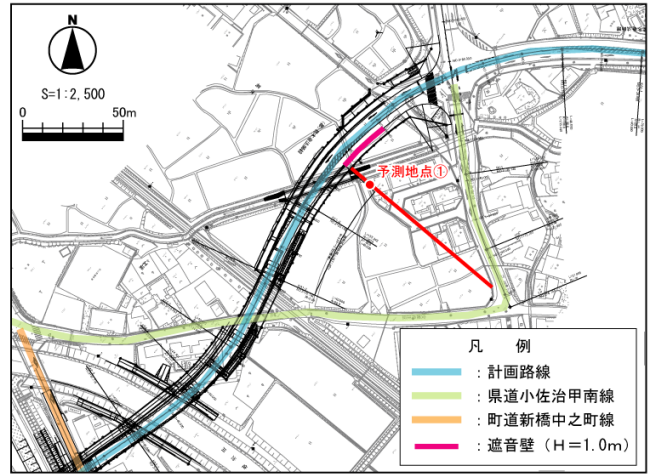 N
S=1:2,500
0 50m
予測地点①
凡 例
：計画路線
：県道小佐治甲南線
：町道新橋中之町線
：遮音壁（H＝1.0m）